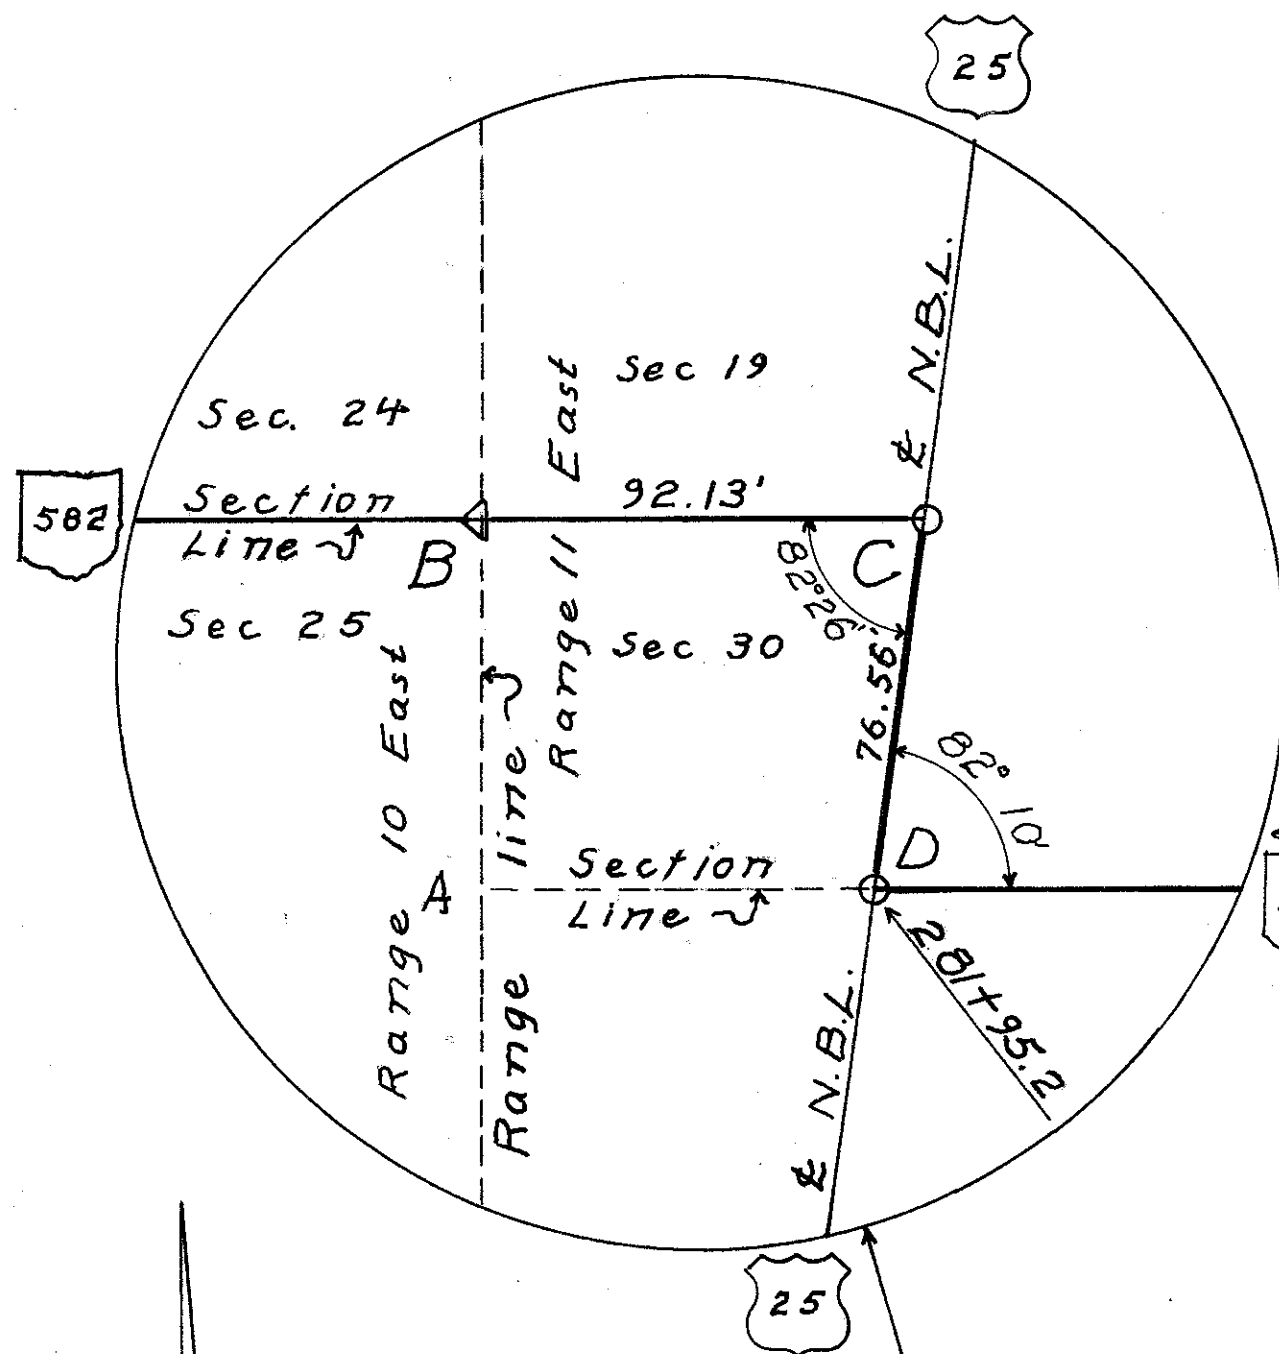 25
N.B.L.
Sec 19
Sec. 24
Range 11 East
582
Section
Line
92.13'
B
C
82°26'
Sec 25
Sec 30
76.56'
82° 10'
Range 10 East
Range line
A
Section
Line
D
281+95.2
N.B.L.
25